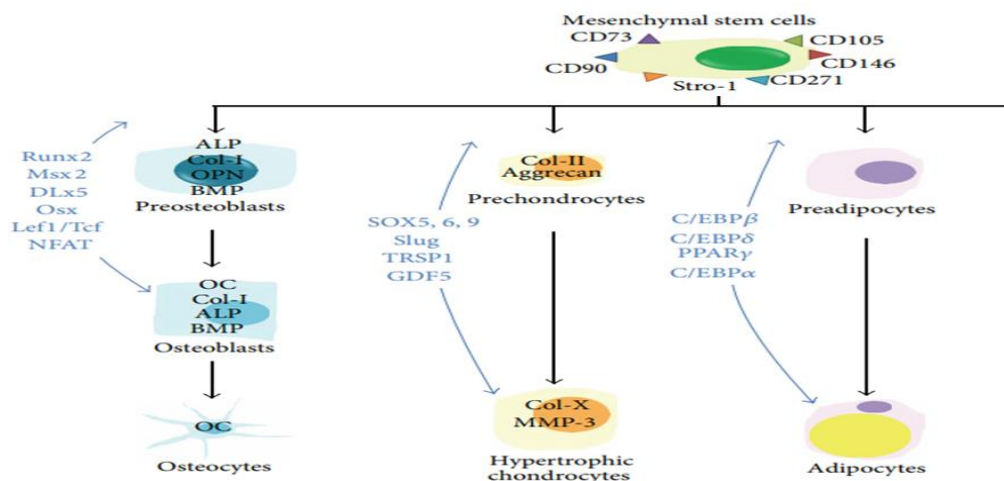 Mesenchymal stem cells
CD73
CD105
CD90
CD146
Stro-1
CD271
Runx2
Msx2
DLx5
Osx
Lef1/Tcf
NFAT
ALP
Col-I
OPN
BMP
Preosteoblasts
OC
Col-I
ALP
BMP
Osteoblasts
OC
Osteocytes
Col-II
Aggrecan
Prechondrocytes
SOX5, 6, 9
Slug
TRSP1
GDF5
Col-X
MMP-3
Hypertrophic
chondrocytes
Preadipocytes
C/EBPβ
C/EBPδ
PPARγ
C/EBPα
Adipocytes